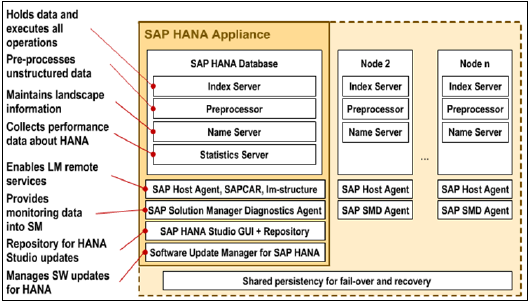 Holds data and
executes all
operations
Pre-processes
unstructured data
Maintains landscape
information
Collects performance
data about HANA
Enables LM remote
services
Provides
monitoring data
into SM
Repository for HANA
Studio updates
Manages SW updates
for HANA
SAP HANA Appliance
SAP HANA Database
Index Server
Preprocessor
Name Server
Statistics Server
SAP Host Agent, SAPCAR, lm-structure
SAP Solution Manager Diagnostics Agent
SAP HANA Studio GUI + Repository
Software Update Manager for SAP HANA
Node 2
Index Server
Preprocessor
Name Server
SAP Host Agent
SAP SMD Agent
...
Node n
Index Server
Preprocessor
Name Server
SAP Host Agent
SAP SMD Agent
Shared persistency for fail-over and recovery